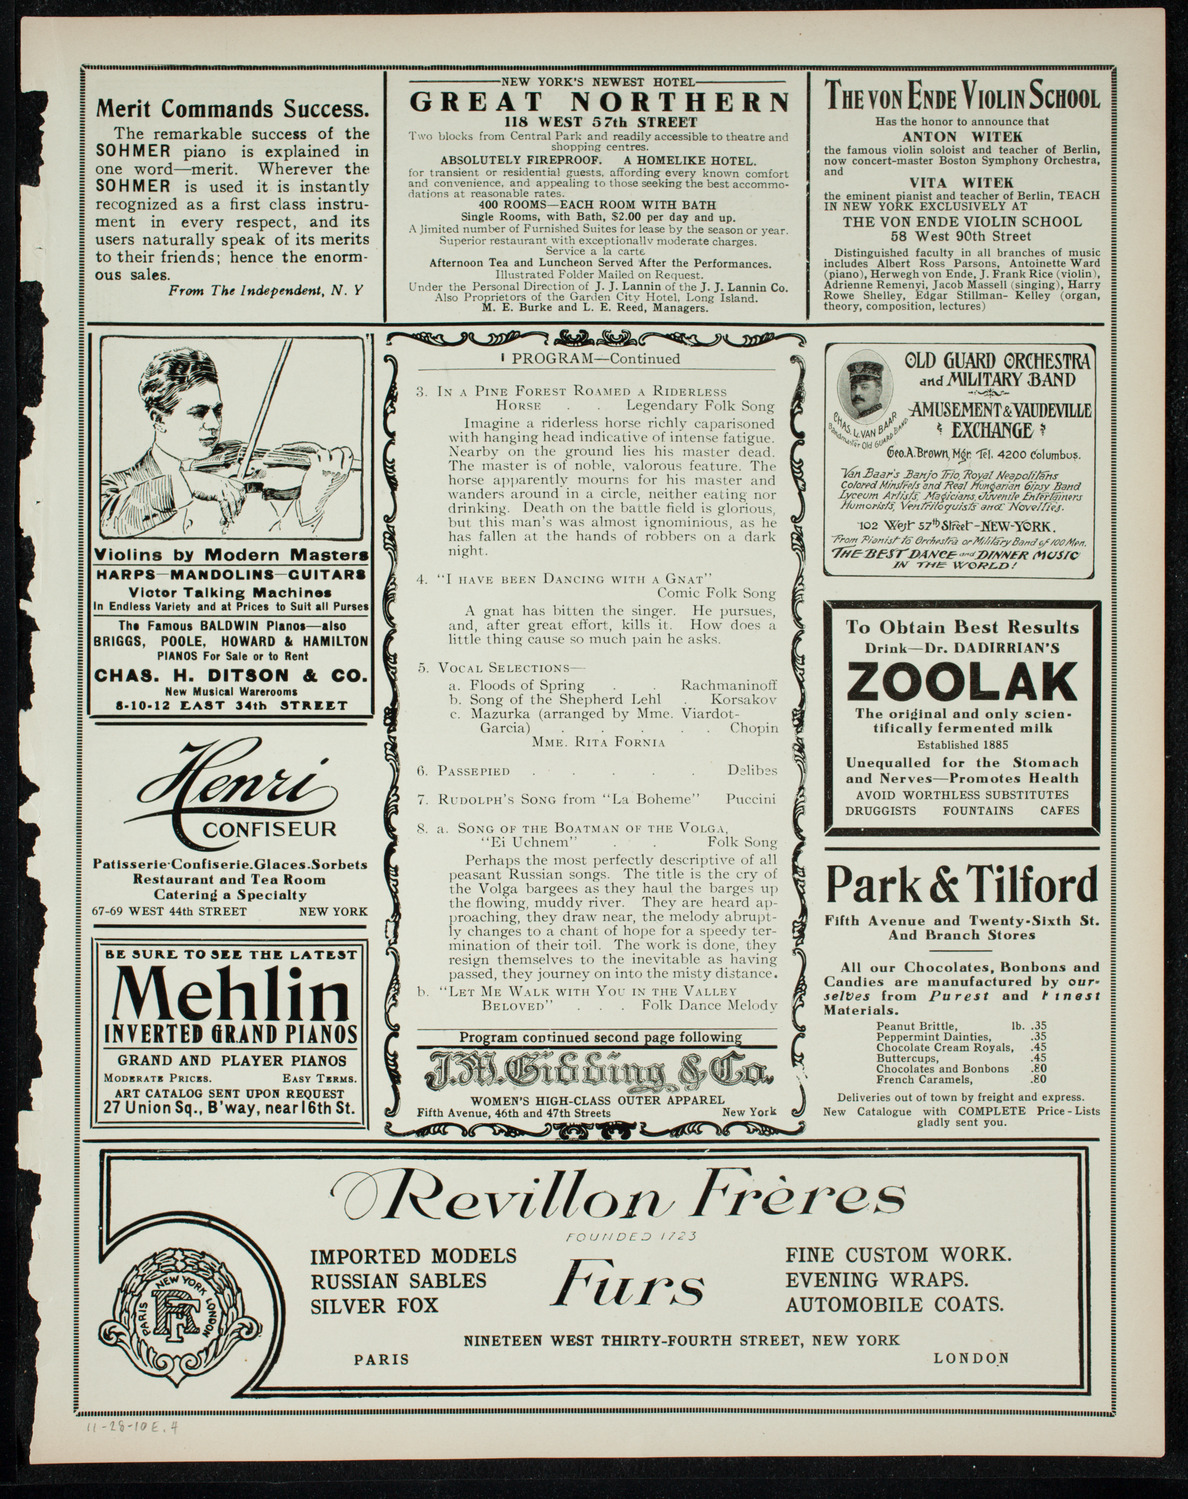 Merit Commands Success.
The remarkable success of the
SOHMER piano is explained in
one word—merit. Wherever the
SOHMER is used it is instantly
recognized as a first class instru-
ment in every respect, and its
users naturally speak of its merits
to their friends; hence the enorm-
ous sales.
From The Independent, N. Y
NEW YORK'S NEWEST HOTEL
GREAT NORTHERN
118 WEST 57th STREET
Two blocks from Central Park and readily accessible to theatre and
shopping centres.
ABSOLUTELY FIREPROOF. A HOMELIKE HOTEL.
for transient or residential guests, affording every known comfort
and convenience, and appealing to those seeking the best accommo-
dations at reasonable rates.
400 ROOMS—EACH ROOM WITH BATH
Single Rooms, with Bath, $2.00 per day and up.
A limited number of Furnished Suites for lease by the season or year.
Superior restaurant with exceptionally moderate charges.
Service a la carte
Afternoon Tea and Luncheon Served After the Performances.
Illustrated Folder Mailed on Request.
Under the Personal Direction of J. J. Lannin of the J. J. Lannin Co.
Also Proprietors of the Garden City Hotel, Long Island.
M. E. Burke and L. E. Reed, Managers.
THE VON ENDE VIOLIN SCHOOL
Has the honor to announce that
ANTON WITEK
the famous violin soloist and teacher of Berlin,
now concert-master Boston Symphony Orchestra,
and
VITA WITEK
the eminent pianist and teacher of Berlin, TEACH
IN NEW YORK EXCLUSIVELY AT
THE VON ENDE VIOLIN SCHOOL
58 West 90th Street
Distinguished faculty in all branches of music
includes Albert Ross Parsons, Antoinette Ward
(piano), Herwegh von Ende, J. Frank Rice (violin),
Adrienne Remenyi, Jacob Massell (singing), Harry
Rowe Shelley, Edgar Stillman- Kelley (organ,
theory, composition, lectures)
Violins by Modern Masters
HARPS—MANDOLINS—GUITARS
Victor Talking Machines
In Endless Variety and at Prices to Suit all Purses
The Famous BALDWIN Pianos—also
BRIGGS, POOLE, HOWARD & HAMILTON
PIANOS For Sale or to Rent
CHAS. H. DITSON & CO.
New Musical Warerooms
8-10-12 EAST 34th STREET
Henri
CONFISEUR
Patisserie-Confiserie.Glaces.Sorbets
Restaurant and Tea Room
Catering a Specialty
67-69 WEST 44th STREET NEW YORK
BE SURE TO SEE THE LATEST
Mehlin
INVERTED GRAND PIANOS
GRAND AND PLAYER PIANOS
MODERATE PRICES. EASY TERMS.
ART CATALOG SENT UPON REQUEST
27 Union Sq., B'way, near 16th St.
PROGRAM—Continued
3. IN A PINE FOREST ROAMED A RIDERLESS
HORSE . . Legendary Folk Song
Imagine a riderless horse richly caparisoned
with hanging head indicative of intense fatigue.
Nearby on the ground lies his master dead.
The master is of noble, valorous feature. The
horse apparently mourns for his master and
wanders around in a circle, neither eating nor
drinking. Death on the battle field is glorious,
but this man's was almost ignominious, as he
has fallen at the hands of robbers on a dark
night.
4. "I HAVE BEEN DANCING WITH A GNAT"
Comic Folk Song
A gnat has bitten the singer. He pursues,
and, after great effort, kills it. How does a
little thing cause so much pain he asks.
5. VOCAL SELECTIONS—
a. Floods of Spring . . Rachmaninoff
b. Song of the Shepherd Lehl . Korsakov
c. Mazurka (arranged by Mme. Viardot-
Garcia) . . . . . Chopin
MME. RITA FORNIA
6. PASSEPIED . . . . . Delibes
7. RUDOLPH'S SONG from "La Boheme" Puccini
8. a. SONG OF THE BOATMAN OF THE VOLGA,
"Ei Uchnem" . . Folk Song
Perhaps the most perfectly descriptive of all
peasant Russian songs. The title is the cry of
the Volga bargees as they haul the barges up
the flowing, muddy river. They are heard ap-
proaching, they draw near, the melody abrupt-
ly changes to a chant of hope for a speedy ter-
mination of their toil. The work is done, they
resign themselves to the inevitable as having
passed, they journey on into the misty distance.
b. "LET ME WALK WITH YOU IN THE VALLEY
BELOVED" . . . Folk Dance Melody
Program continued second page following
J.M. Gidding & Co.
WOMEN'S HIGH-CLASS OUTER APPAREL
Fifth Avenue, 46th and 47th Streets New York
OLD GUARD ORCHESTRA
and MILITARY BAND
AMUSEMENT & VAUDEVILLE
EXCHANGE
CHAS. L. VAN BAAR
Bandmaster Old Guard Band
Geo. A. Brown, Mgr. Tel. 4200 Columbus.
Van Baar's Banjo Trio, Royal Neapolitans
Colored Minstrels and Real Hungarian Gipsy Band
Lyceum Artists, Magicians, Juvenile Entertainers
Humorists, Ventriloquists and Novelties.
102 West 57th Street - NEW-YORK.
From Pianist to Orchestra or Military Band of 100 Men.
THE BEST DANCE and DINNER MUSIC
IN THE WORLD!
To Obtain Best Results
Drink—Dr. DADIRRIAN'S
ZOOLAK
The original and only scien-
tifically fermented milk
Established 1885
Unequalled for the Stomach
and Nerves—Promotes Health
AVOID WORTHLESS SUBSTITUTES
DRUGGISTS FOUNTAINS CAFES
Park & Tilford
Fifth Avenue and Twenty-Sixth St.
And Branch Stores
All our Chocolates, Bonbons and
Candies are manufactured by our-
selves from Purest and Finest
Materials.
Peanut Brittle, lb. .35
Peppermint Dainties, .35
Chocolate Cream Royals, .45
Buttercups, .45
Chocolates and Bonbons .80
French Caramels, .80
Deliveries out of town by freight and express.
New Catalogue with COMPLETE Price-Lists
gladly sent you.
Revillon Frères
FOUNDED 1723
Furs
IMPORTED MODELS
RUSSIAN SABLES
SILVER FOX
FINE CUSTOM WORK.
EVENING WRAPS.
AUTOMOBILE COATS.
NINETEEN WEST THIRTY-FOURTH STREET, NEW YORK
PARIS LONDON
PARIS NEW YORK LONDON
RF
11-28-10E.4